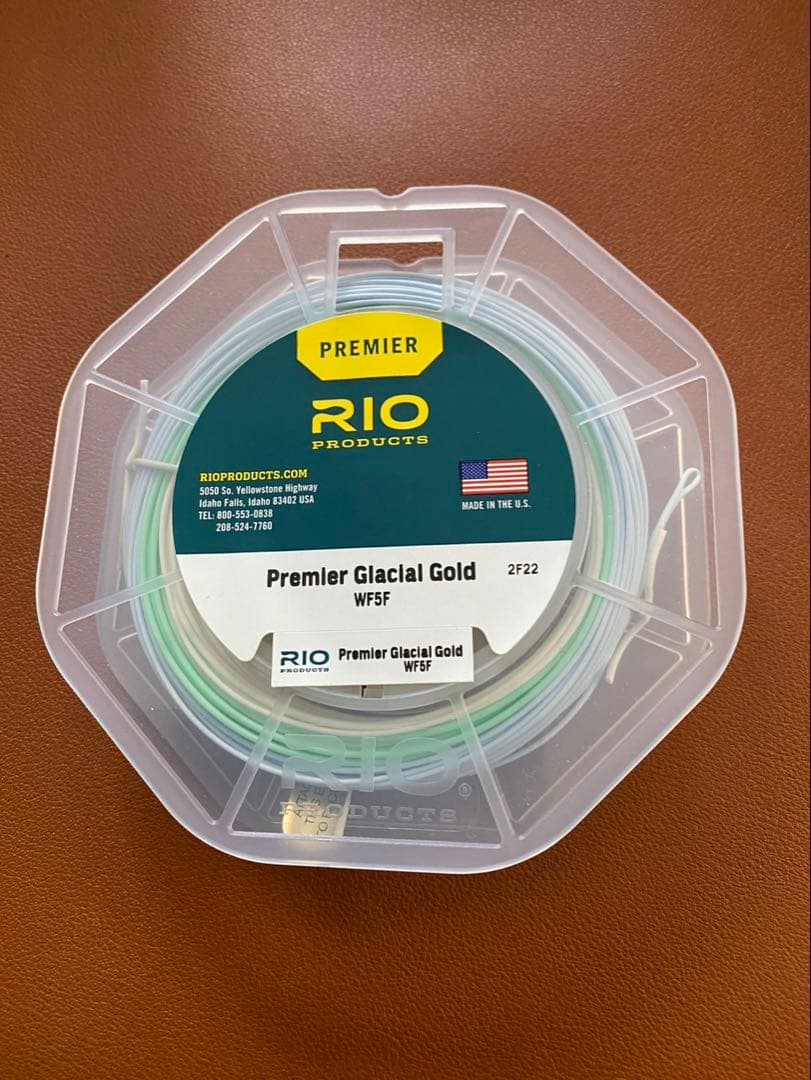 PREMIER
RIO
PRODUCTS
RIOPRODUCTS.COM
5050 So. Yellowstone Highway
Idaho Falls, Idaho 83402 USA
TEL: 800-553-0838
208-524-7760
MADE IN THE U.S.
Premier Glacial Gold
2F22
WF5F
RIO
PRODUCTS
Premier Glacial Gold
WF5F
RIO
PRODUCTS®